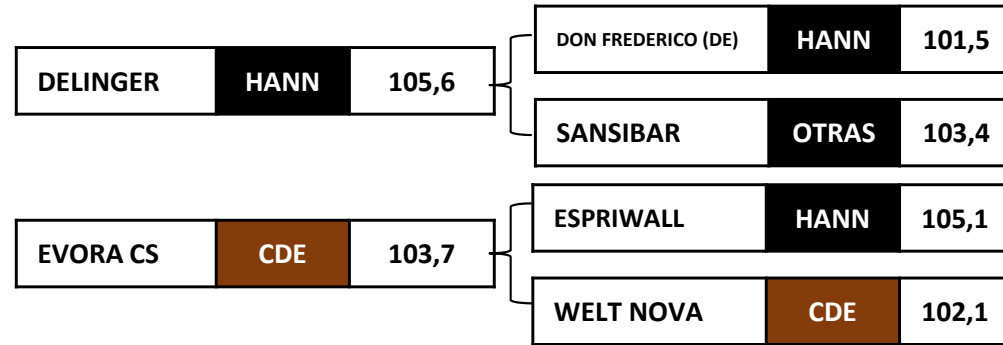 DON FREDERICO (DE) HANN 101,5
DELINGER HANN 105,6
SANSIBAR OTRAS 103,4
ESPRIWALL HANN 105,1
EVORA CS CDE 103,7
WELT NOVA CDE 102,1